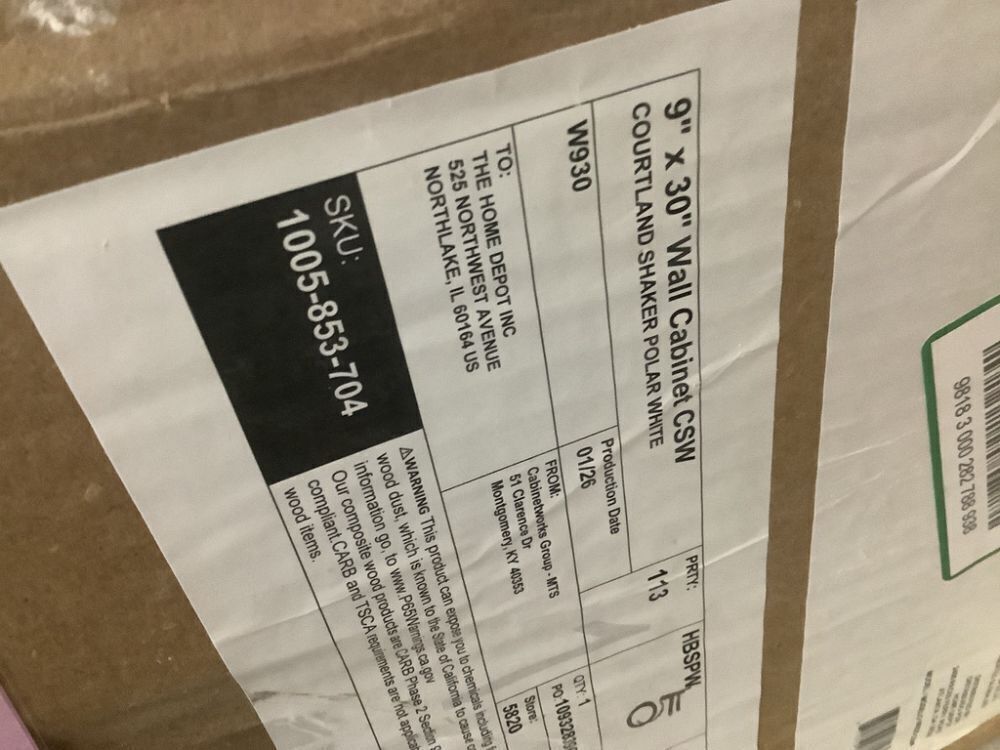 9" x 30" Wall Cabinet CSW
COURTLAND SHAKER POLAR WHITE
W930
Production Date
01/26
PRTY:
113
HBSPW
TO:
THE HOME DEPOT INC
525 NORTHWEST AVENUE
NORTHLAKE, IL 60164 US
FROM:
Cabinetworks Group - MTS
51 Clarence Dr
Montgomery, KY 40353
QTY: 1
Store:
5820
SKU:
1005-853-704
⚠WARNING This product can expose you to chemicals including
wood dust, which is known to the State of California to cause
information go, to www.P65Warnings.ca.gov
Our composite wood products are CARB Phase 2 Section
compliant.CARB and TSCA requirements are not
wood items.
9818 3 000 282 788 938